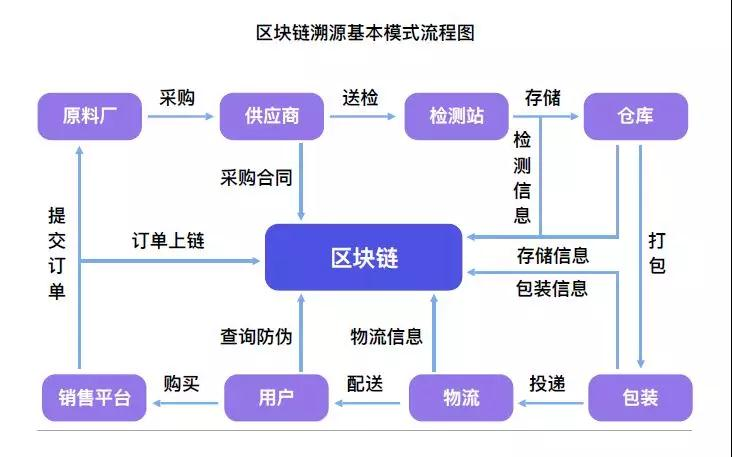 区块链溯源基本模式流程图
采购
送检
存储
原料厂
供应商
检测站
仓库
采购合同
检测信息
提交订单
订单上链
区块链
存储信息
打包
包装信息
查询防伪
物流信息
购买
配送
投递
销售平台
用户
物流
包装